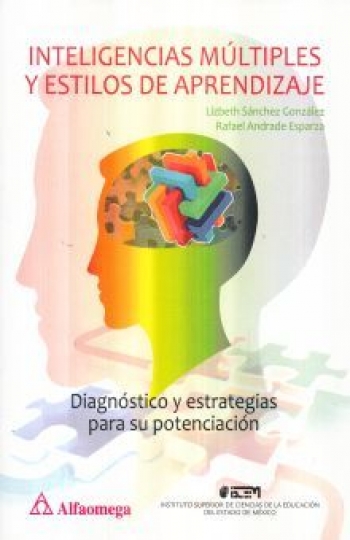 INTELIGENCIAS MÚLTIPLES
Y ESTILOS DE APRENDIZAJE
Lizbeth Sánchez González
Rafael Andrade Esparza
Diagnóstico y estrategias
para su potenciación
Alfaomega
INSTITUTO SUPERIOR DE CIENCIAS DE LA EDUCACIÓN
DEL ESTADO DE MÉXICO